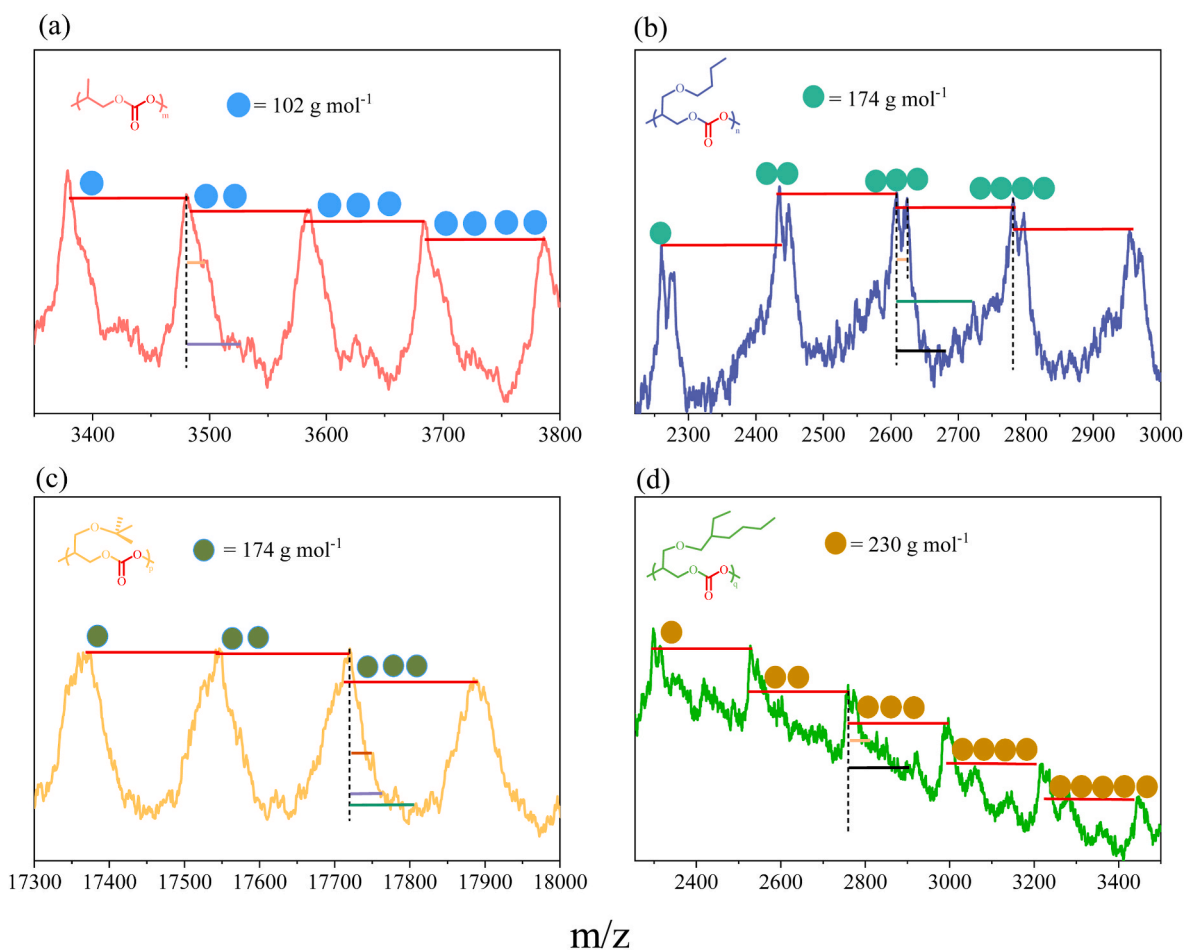 (a)
= 102 g mol⁻¹
O
O
O
m
3400 3500 3600 3700 3800
(b)
= 174 g mol⁻¹
O
O
O
O
n
2300 2400 2500 2600 2700 2800 2900 3000
(c)
= 174 g mol⁻¹
O
O
O
O
p
17300 17400 17500 17600 17700 17800 17900 18000
(d)
= 230 g mol⁻¹
O
O
O
O
q
2400 2600 2800 3000 3200 3400
m/z